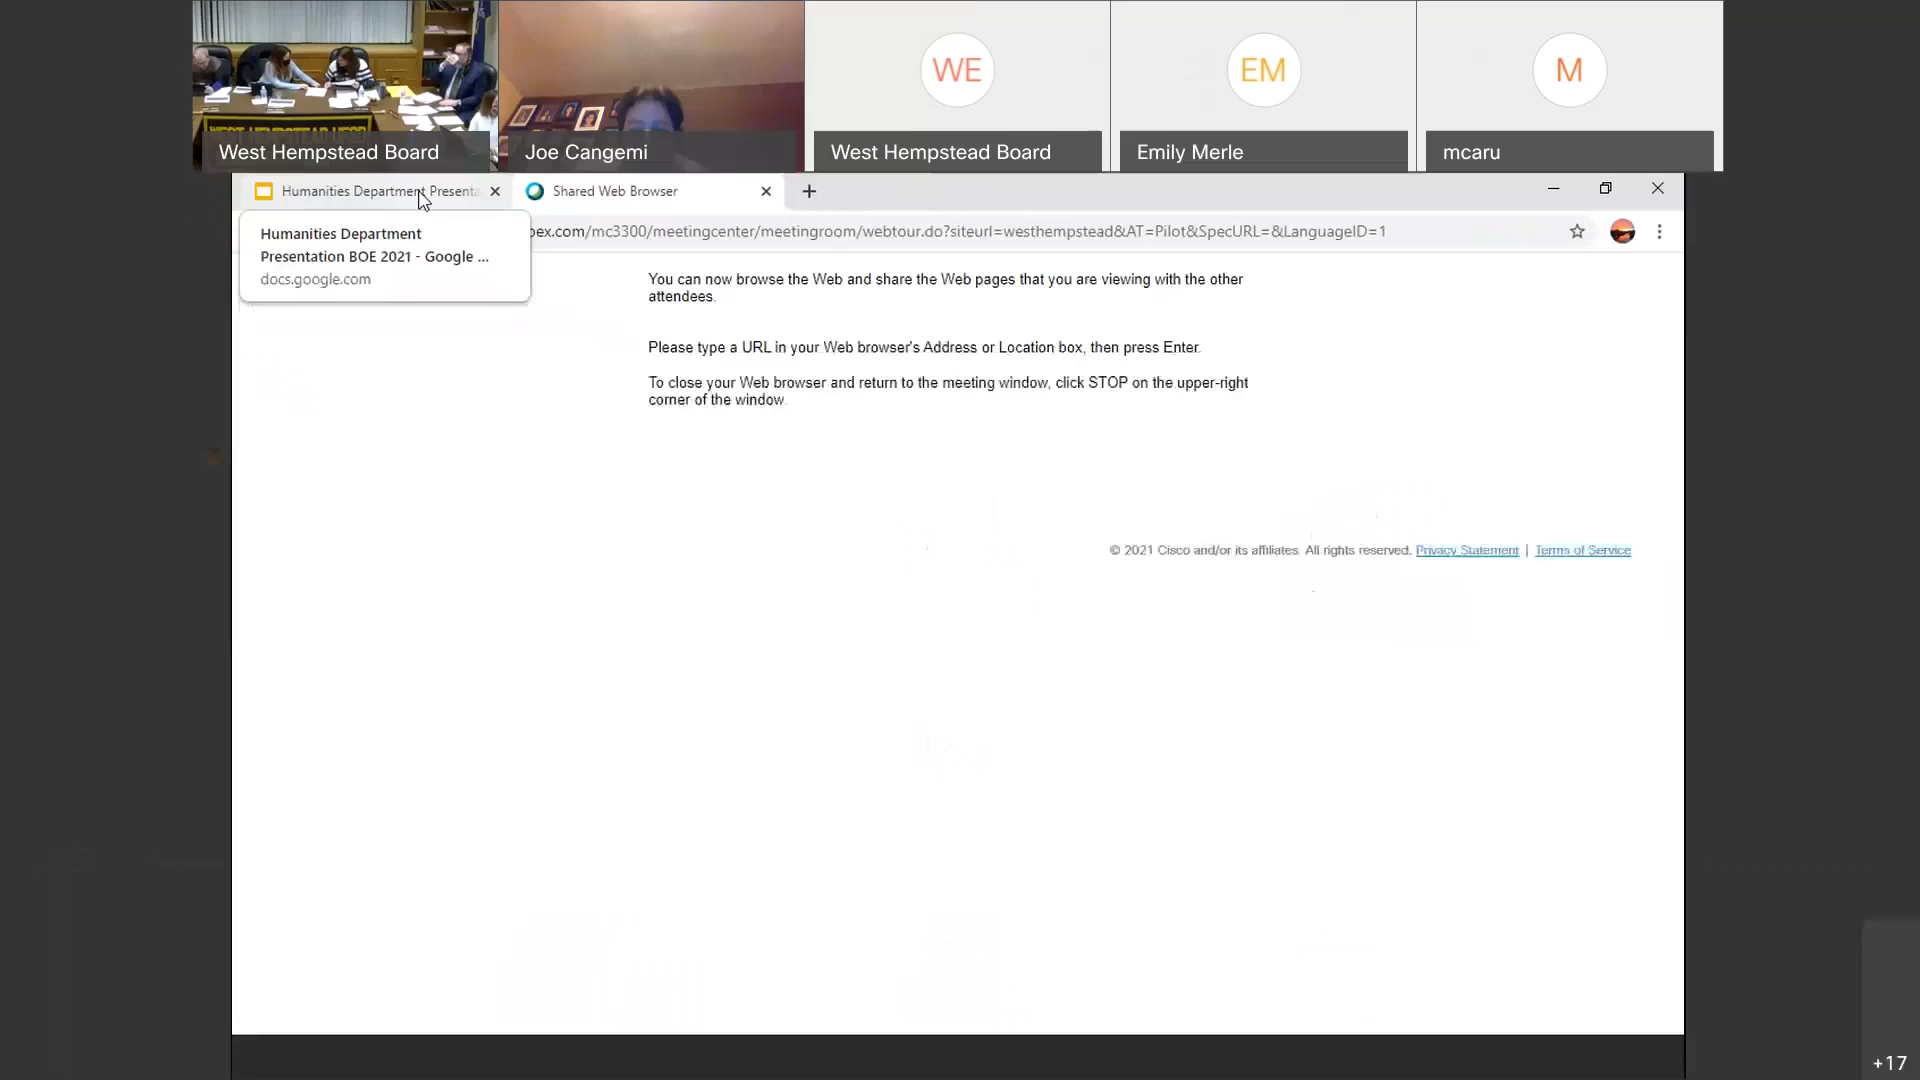 WE
EM
M
WEST HEMPSTEAD UFSD
West Hempstead Board
Joe Cangemi
West Hempstead Board
Emily Merle
mcaru
Humanities Department Presenta
Shared Web Browser
ex.com/mc3300/meetingcenter/meetingroom/webtour.do?siteurl=westhempstead&AT=Pilot&SpecURL=&LanguageID=1
Humanities Department
Presentation BOE 2021 - Google ...
docs.google.com
You can now browse the Web and share the Web pages that you are viewing with the other
attendees.
Please type a URL in your Web browser's Address or Location box, then press Enter.
To close your Web browser and return to the meeting window, click STOP on the upper-right
corner of the window.
© 2021 Cisco and/or its affiliates. All rights reserved. Privacy Statement | Terms of Service
+17